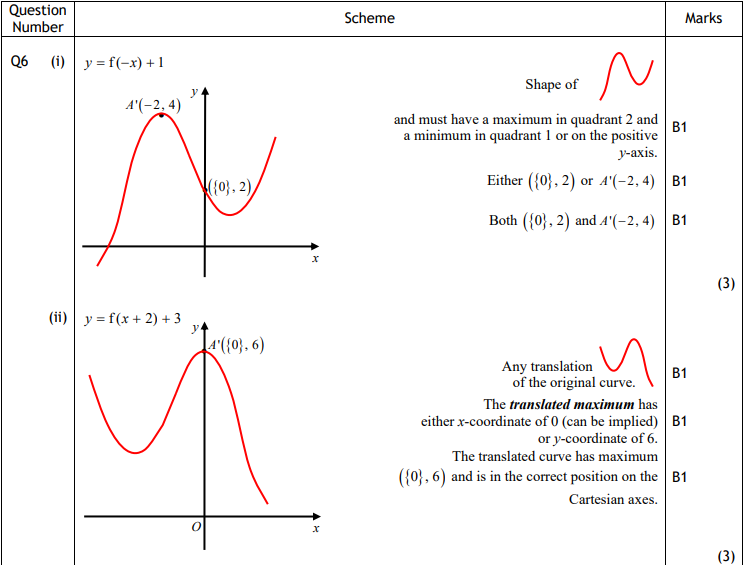 Question Number Scheme Marks
Q6 (i) y = f(−x) + 1
y
A'(−2, 4)
({0}, 2)
x
Shape of
and must have a maximum in quadrant 2 and
a minimum in quadrant 1 or on the positive
y-axis.
B1
Either ({0}, 2) or A'(−2, 4) B1
Both ({0}, 2) and A'(−2, 4) B1
(3)
(ii) y = f(x + 2) + 3
y
A'({0}, 6)
O
x
Any translation
of the original curve.
B1
The translated maximum has
either x-coordinate of 0 (can be implied) B1
or y-coordinate of 6.
The translated curve has maximum
({0}, 6) and is in the correct position on the B1
Cartesian axes.
(3)